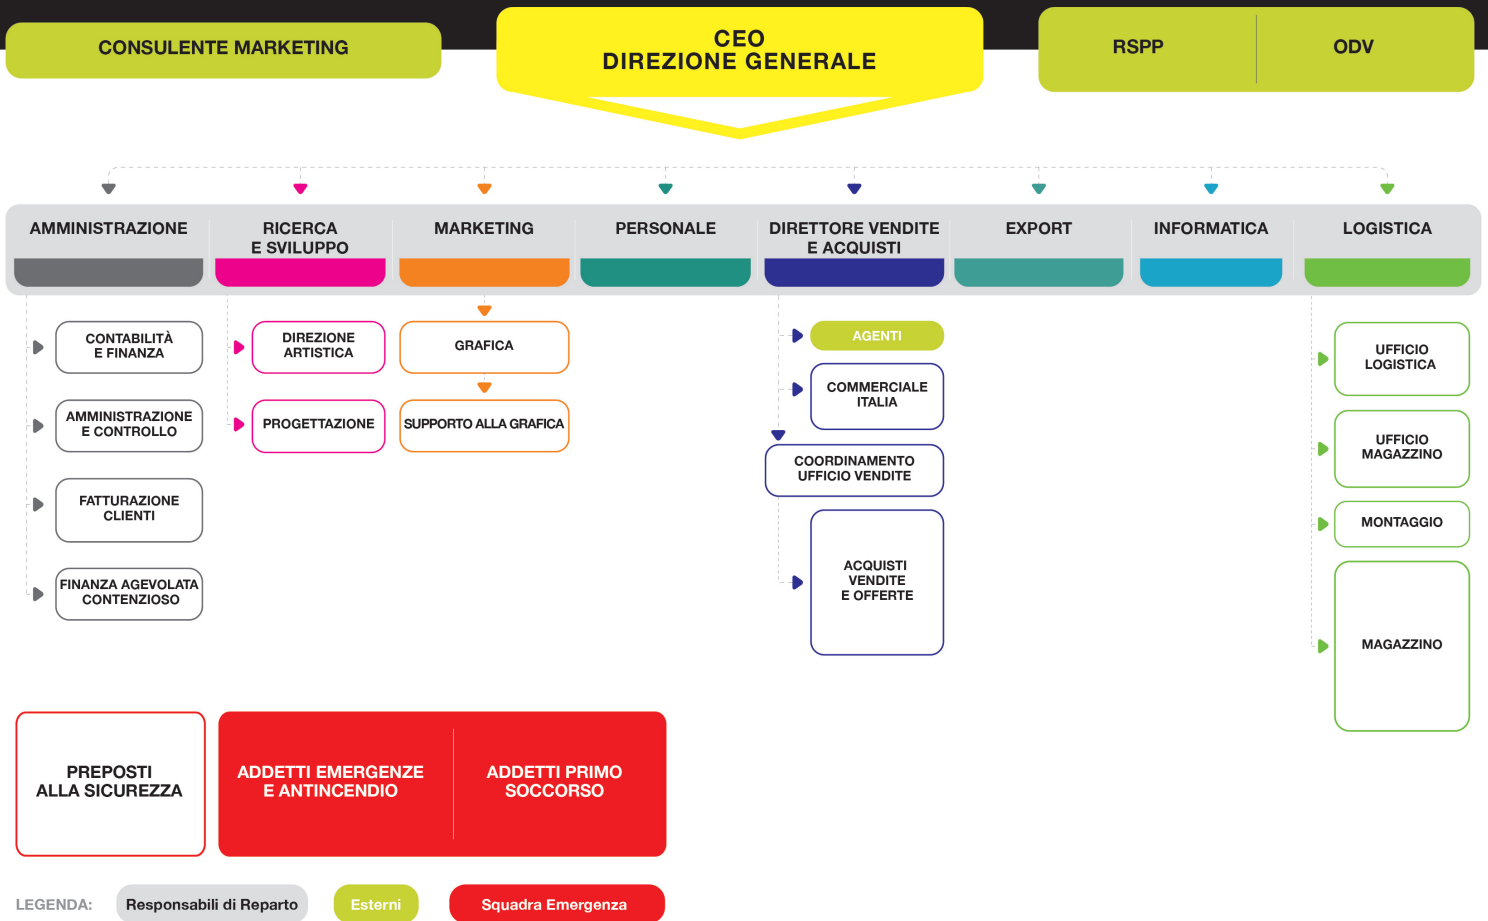 CONSULENTE MARKETING
CEO
DIREZIONE GENERALE
RSPP
ODV
AMMINISTRAZIONE
RICERCA
E SVILUPPO
MARKETING
PERSONALE
DIRETTORE VENDITE
E ACQUISTI
EXPORT
INFORMATICA
LOGISTICA
CONTABILITÀ
E FINANZA
AMMINISTRAZIONE
E CONTROLLO
FATTURAZIONE
CLIENTI
FINANZA AGEVOLATA
CONTENZIOSO
DIREZIONE
ARTISTICA
PROGETTAZIONE
GRAFICA
SUPPORTO ALLA GRAFICA
AGENTI
COMMERCIALE
ITALIA
COORDINAMENTO
UFFICIO VENDITE
ACQUISTI
VENDITE
E OFFERTE
UFFICIO
LOGISTICA
UFFICIO
MAGAZZINO
MONTAGGIO
MAGAZZINO
PREPOSTI
ALLA SICUREZZA
ADDETTI EMERGENZE
E ANTINCENDIO
ADDETTI PRIMO
SOCCORSO
LEGENDA:
Responsabili di Reparto
Esterni
Squadra Emergenza